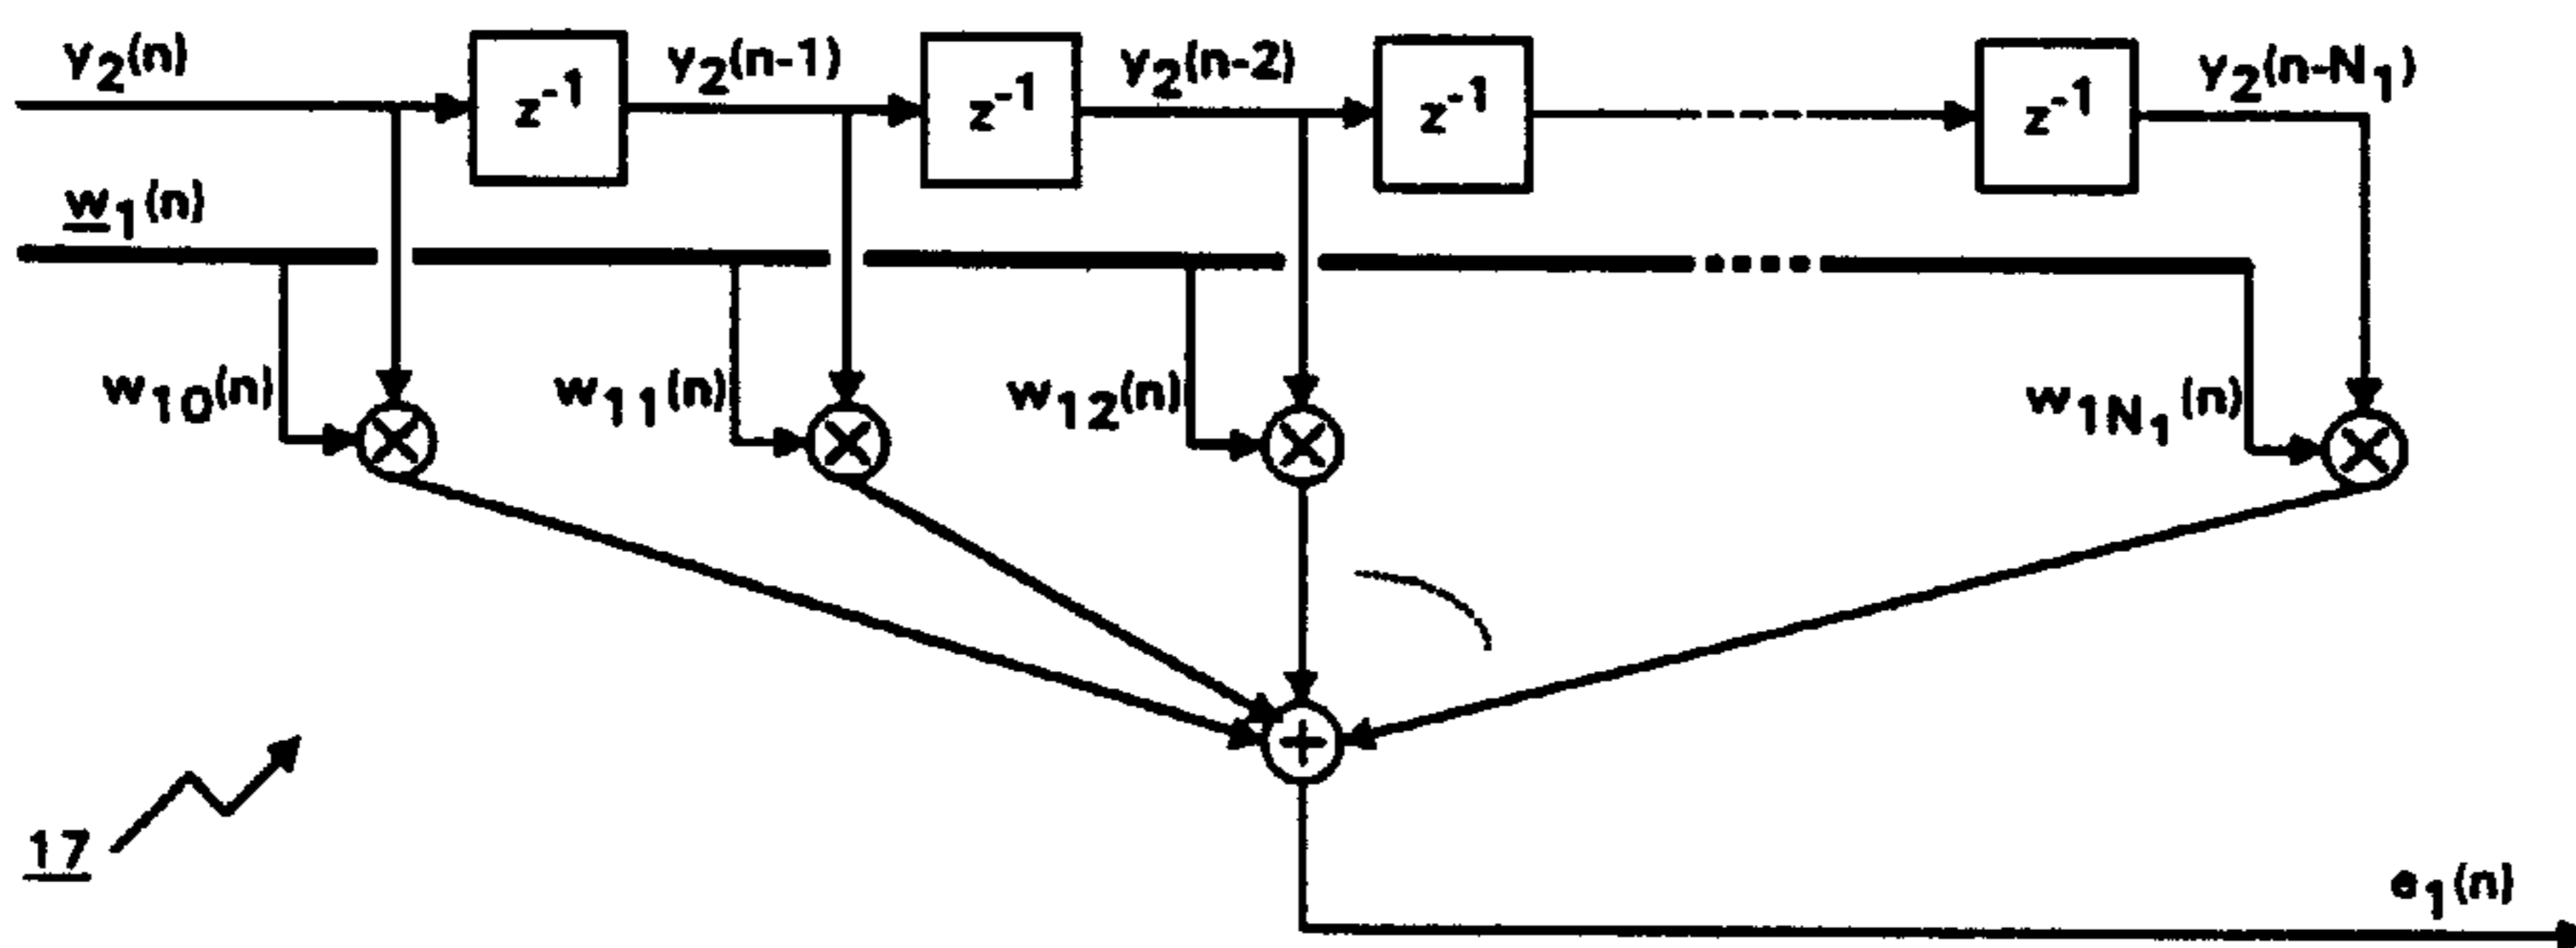 y₂(n)
z⁻¹
y₂(n-1)
z⁻¹
y₂(n-2)
z⁻¹
z⁻¹
y₂(n-N₁)
w₁(n)
w₁₀(n)
w₁₁(n)
w₁₂(n)
w₁N₁(n)
17
e₁(n)